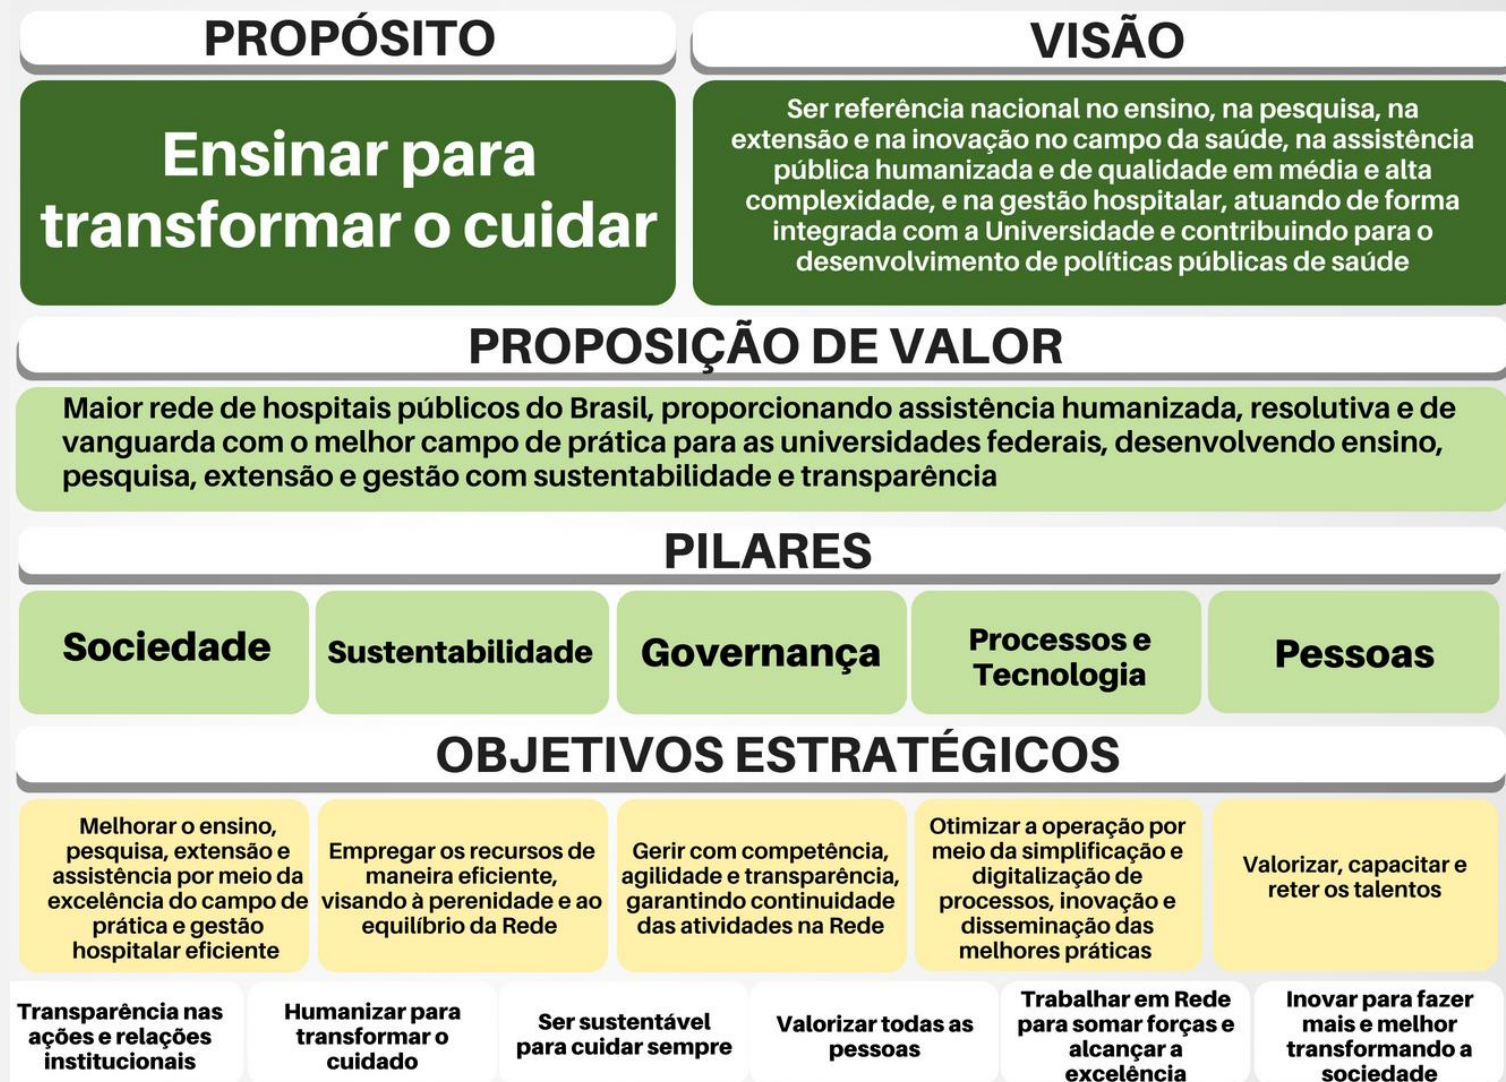 PROPÓSITO
Ensinar para
transformar o cuidar
VISÃO
Ser referência nacional no ensino, na pesquisa, na
extensão e na inovação no campo da saúde, na assistência
pública humanizada e de qualidade em média e alta
complexidade, e na gestão hospitalar, atuando de forma
integrada com a Universidade e contribuindo para o
desenvolvimento de políticas públicas de saúde
PROPOSIÇÃO DE VALOR
Maior rede de hospitais públicos do Brasil, proporcionando assistência humanizada, resolutiva e de
vanguarda com o melhor campo de prática para as universidades federais, desenvolvendo ensino,
pesquisa, extensão e gestão com sustentabilidade e transparência
PILARES
Sociedade
Sustentabilidade
Governança
Processos e
Tecnologia
Pessoas
OBJETIVOS ESTRATÉGICOS
Melhorar o ensino,
pesquisa, extensão e
assistência por meio da
excelência do campo de
prática e gestão
hospitalar eficiente
Empregar os recursos de
maneira eficiente,
visando à perenidade e ao
equilíbrio da Rede
Gerir com competência,
agilidade e transparência,
garantindo continuidade
das atividades na Rede
Otimizar a operação por
meio da simplificação e
digitalização de
processos, inovação e
disseminação das
melhores práticas
Valorizar, capacitar e
reter os talentos
Transparência nas
ações e relações
institucionais
Humanizar para
transformar o
cuidado
Ser sustentável
para cuidar sempre
Valorizar todas as
pessoas
Trabalhar em Rede
para somar forças e
alcançar a
excelência
Inovar para fazer
mais e melhor
transformando a
sociedade